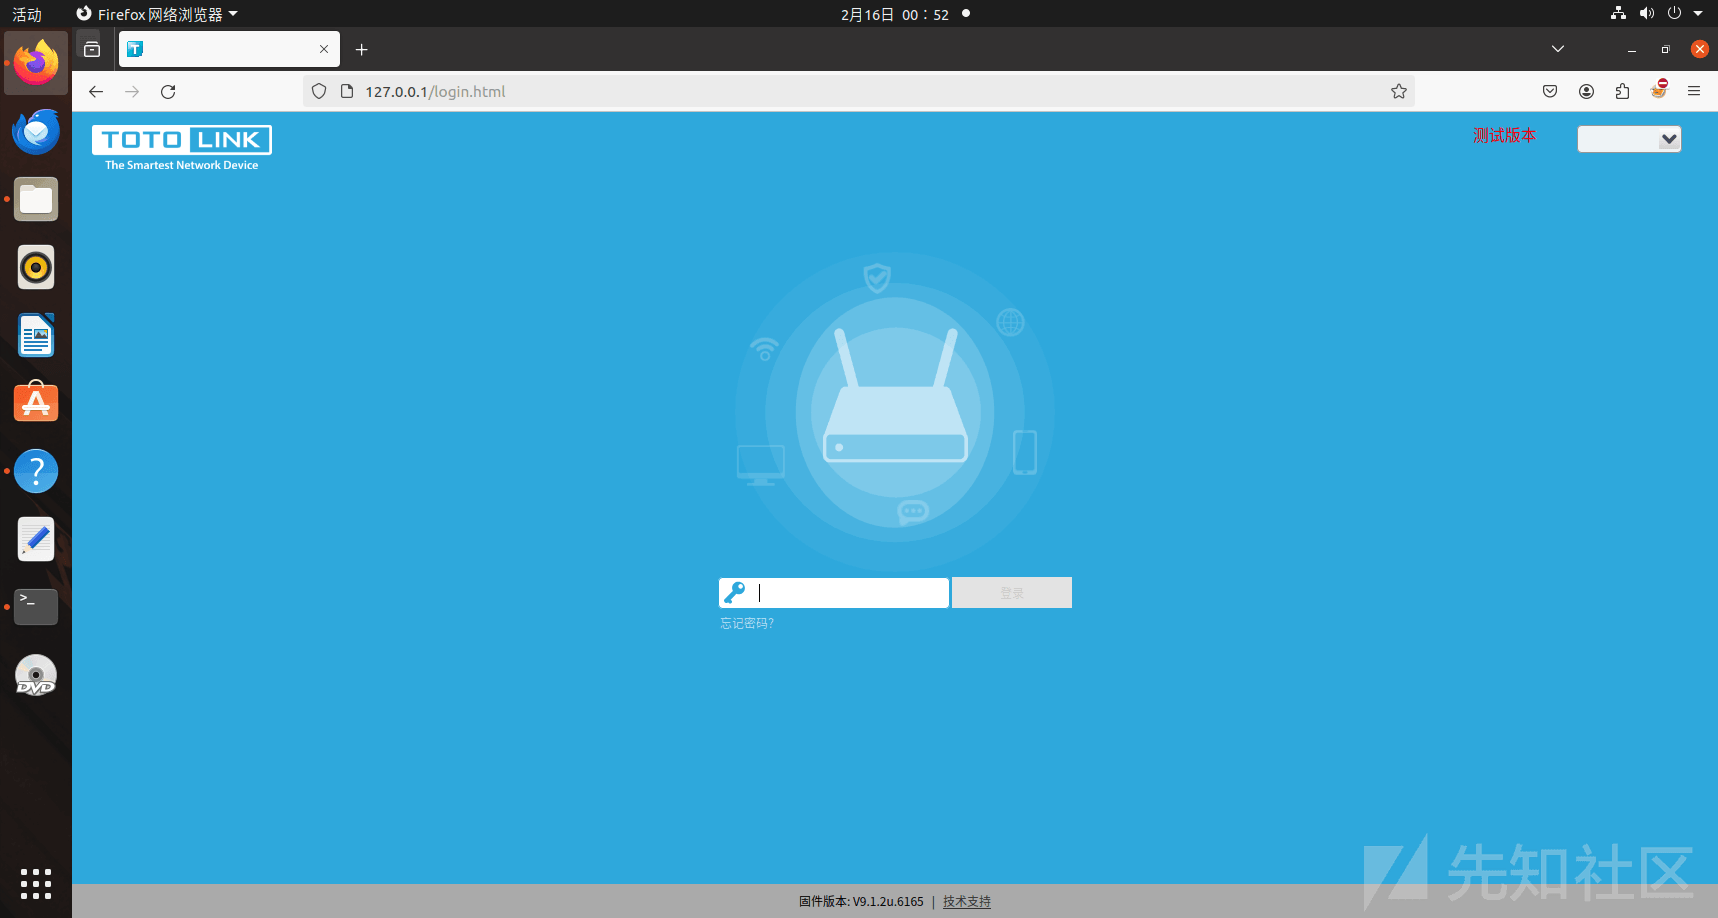 活动
Firefox 网络浏览器
2月16日 00：52
127.0.0.1/login.html
TOTO LINK
The Smartest Network Device
测试版本
登录
忘记密码?
DVD
固件版本: V9.1.2u.6165 | 技术支持
先知社区